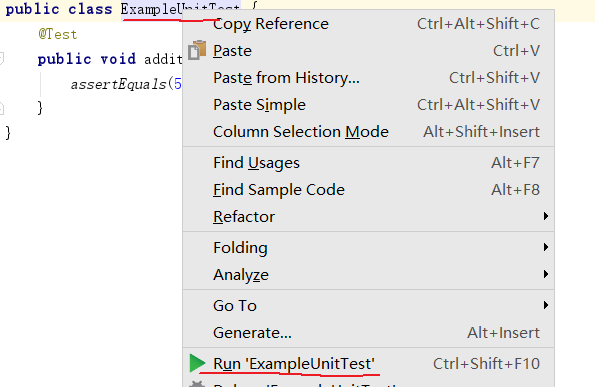 public class ExampleUnitTest {
@Test
public void addit
assertEquals(5
}
}
Copy Reference Ctrl+Alt+Shift+C
Paste Ctrl+V
Paste from History... Ctrl+Shift+V
Paste Simple Ctrl+Alt+Shift+V
Column Selection Mode Alt+Shift+Insert
Find Usages Alt+F7
Find Sample Code Alt+F8
Refactor
Folding
Analyze
Go To
Generate... Alt+Insert
Run 'ExampleUnitTest' Ctrl+Shift+F10